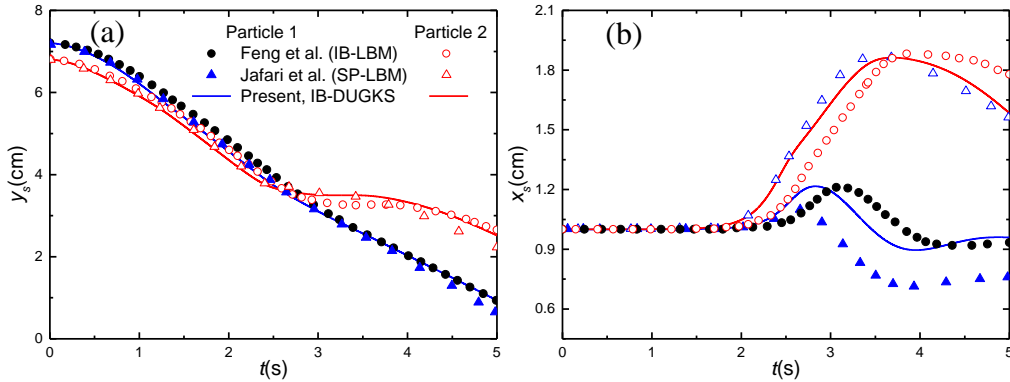 (a)
Particle 1 Particle 2
Feng et al. (IB-LBM)
Jafari et al. (SP-LBM)
Present, IB-DUGKS
8
6
4
2
0
y_s(cm)
0 1 2 3 4 5
t(s)
(b)
2.1
1.8
1.5
1.2
0.9
0.6
x_s(cm)
0 1 2 3 4 5
t(s)